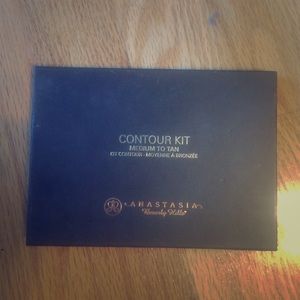 CONTOUR KIT
MEDIUM TO TAN
KIT CONTOUR - MOYENNE À BRONZÉE
ANASTASIA
Beverly Hills